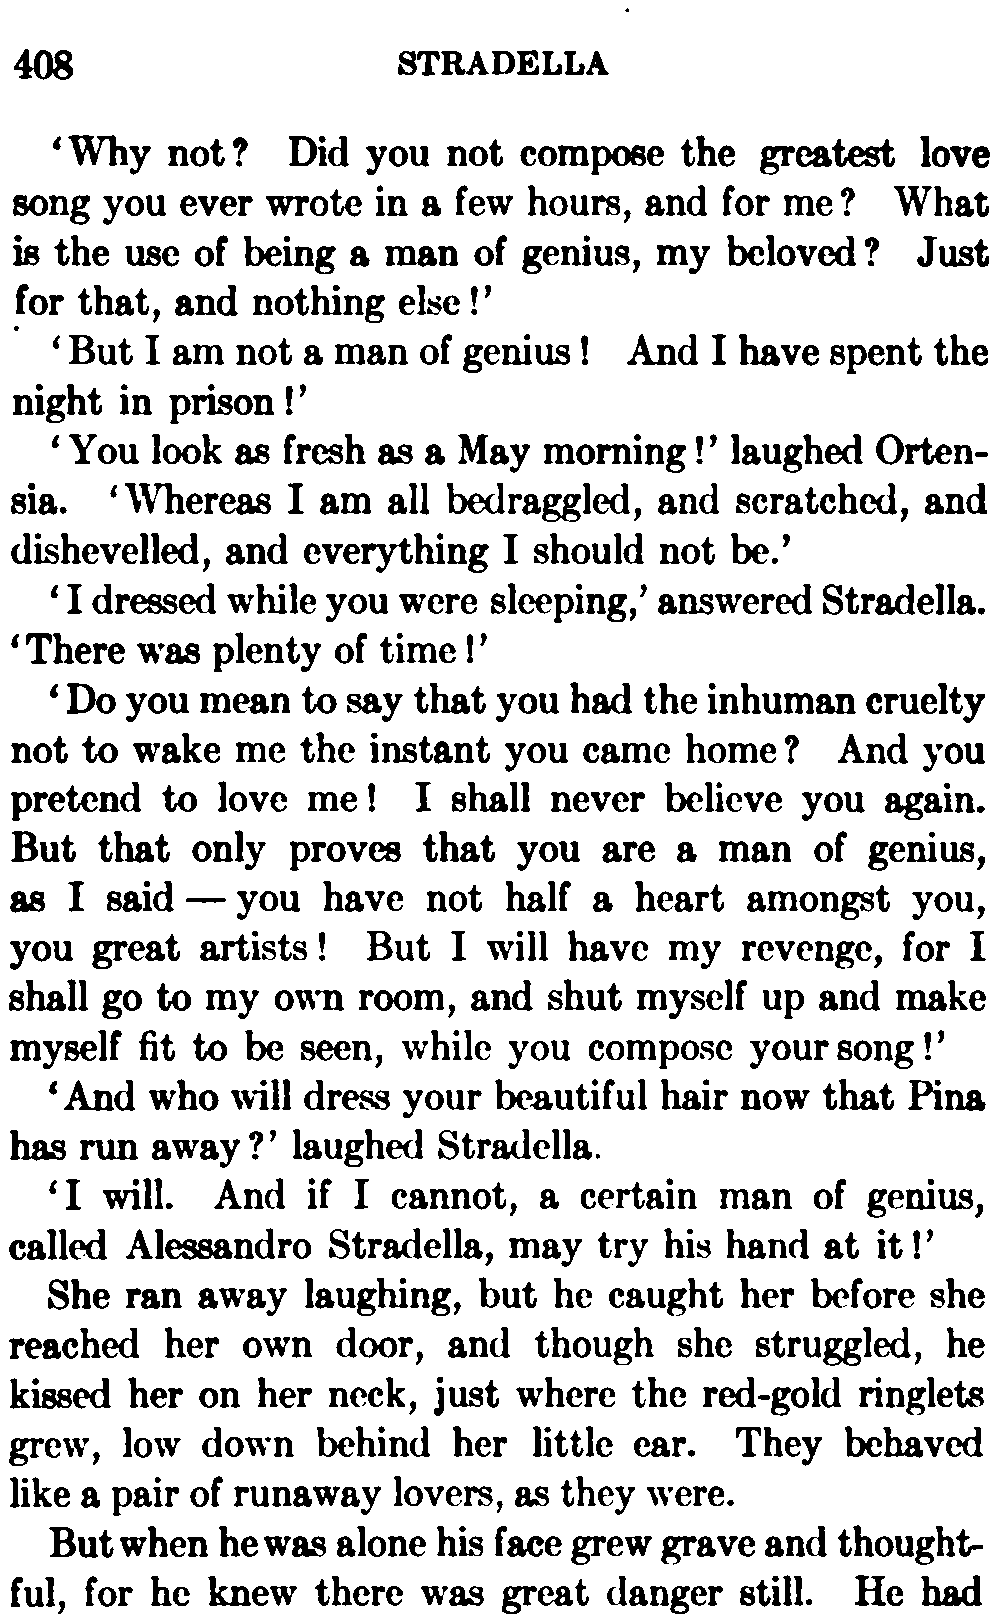 408 STRADELLA
‘Why not? Did you not compose the greatest love
song you ever wrote in a few hours, and for me? What
is the use of being a man of genius, my beloved? Just
for that, and nothing else!’
‘But I am not a man of genius! And I have spent the
night in prison!’
‘You look as fresh as a May morning!’ laughed Orten-
sia. ‘Whereas I am all bedraggled, and scratched, and
dishevelled, and everything I should not be.’
‘I dressed while you were sleeping,’ answered Stradella.
‘There was plenty of time!’
‘Do you mean to say that you had the inhuman cruelty
not to wake me the instant you came home? And you
pretend to love me! I shall never believe you again.
But that only proves that you are a man of genius,
as I said — you have not half a heart amongst you,
you great artists! But I will have my revenge, for I
shall go to my own room, and shut myself up and make
myself fit to be seen, while you compose your song!’
‘And who will dress your beautiful hair now that Pina
has run away?’ laughed Stradella.
‘I will. And if I cannot, a certain man of genius,
called Alessandro Stradella, may try his hand at it!’
She ran away laughing, but he caught her before she
reached her own door, and though she struggled, he
kissed her on her neck, just where the red-gold ringlets
grew, low down behind her little ear. They behaved
like a pair of runaway lovers, as they were.
But when he was alone his face grew grave and thought-
ful, for he knew there was great danger still. He had